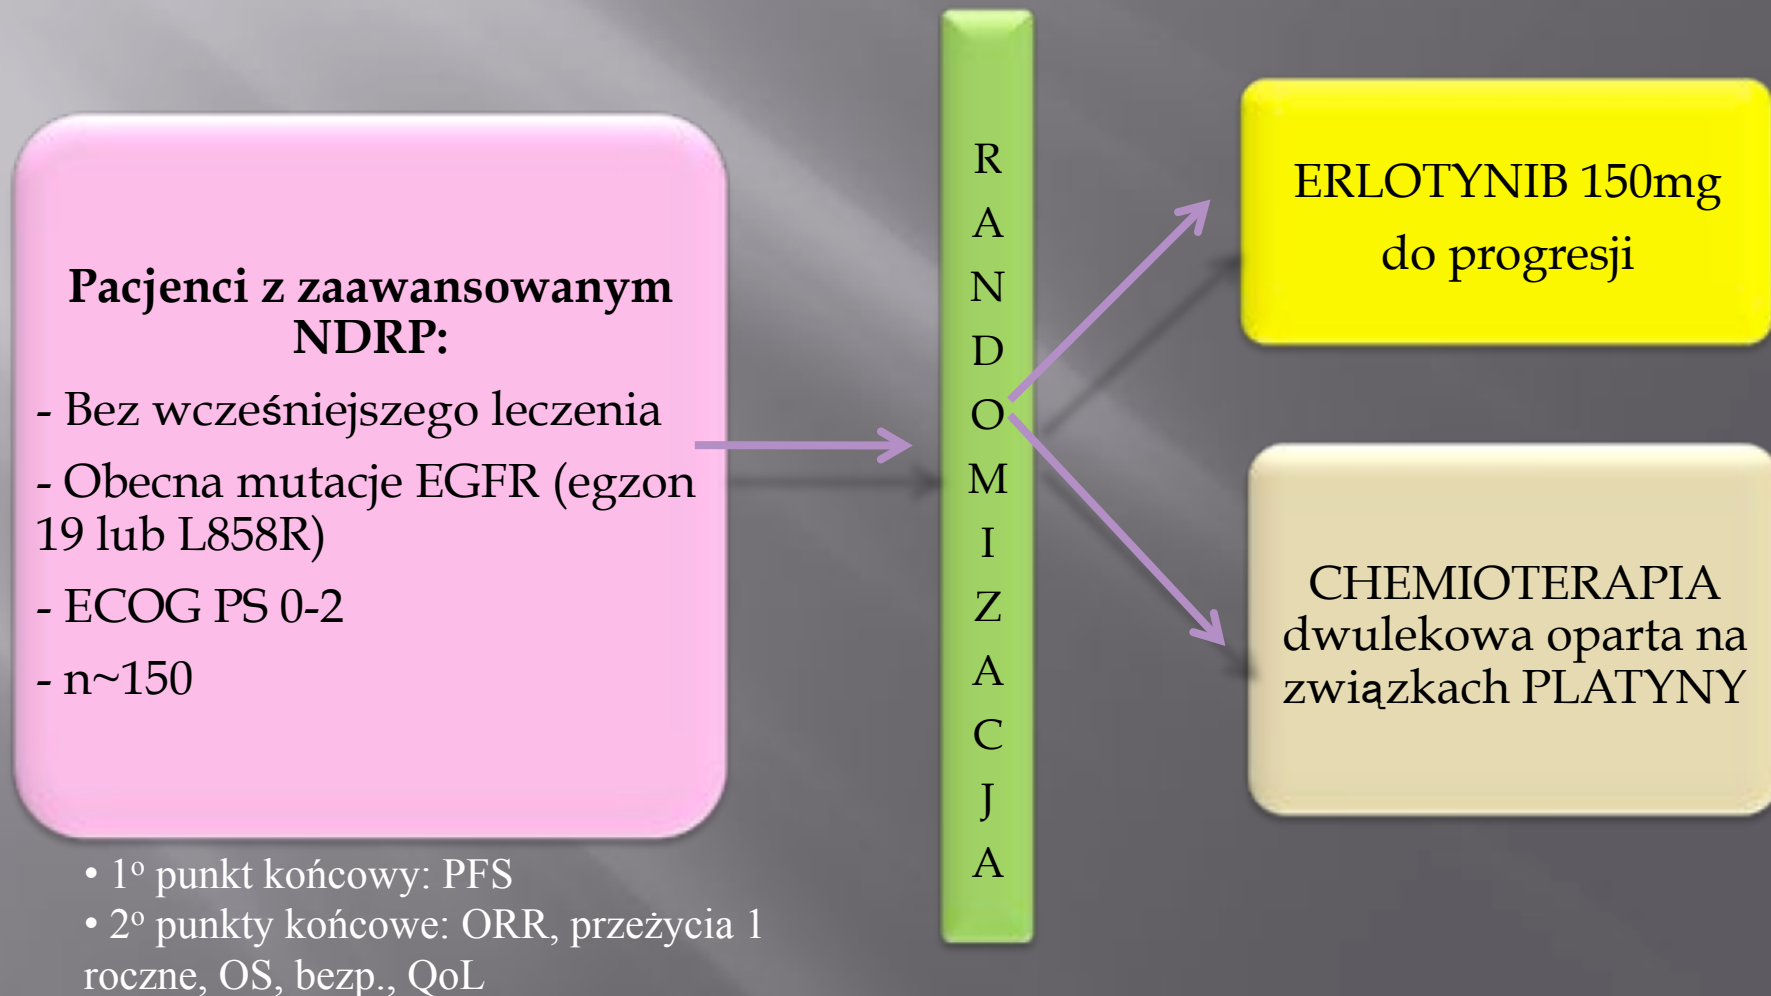 Pacjenci z zaawansowanym
NDRP:
- Bez wcześniejszego leczenia
- Obecna mutacje EGFR (egzon
19 lub L858R)
- ECOG PS 0-2
- n~150
• 1º punkt końcowy: PFS
• 2º punkty końcowe: ORR, przeżycia 1
roczne, OS, bezp., QoL
R
A
N
D
O
M
I
Z
A
C
J
A
ERLOTYNIB 150mg
do progresji
CHEMIOTERAPIA
dwulekowa oparta na
związkach PLATYNY